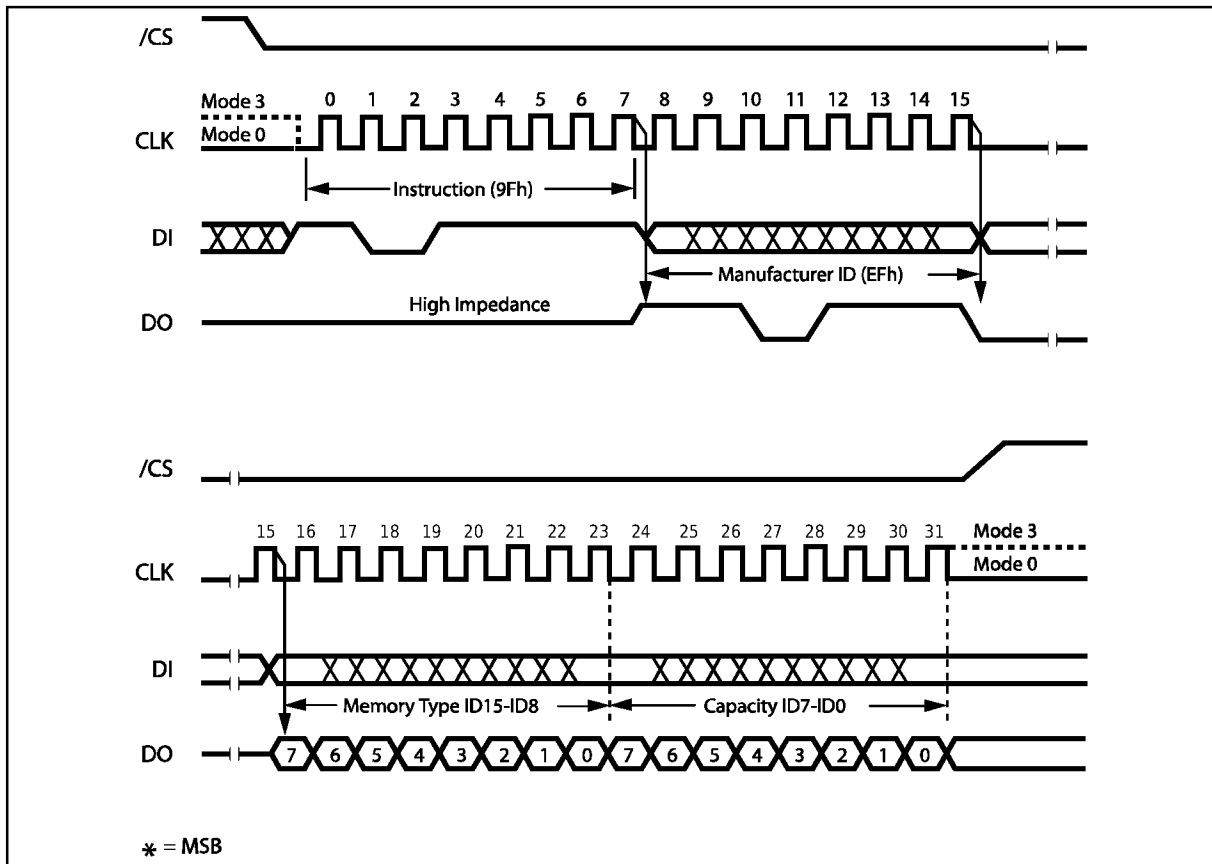 /CS
Mode 3
0 1 2 3 4 5 6 7 8 9 10 11 12 13 14 15
CLK
Mode 0
Instruction (9Fh)
DI
Manufacturer ID (EFh)
High Impedance
DO
/CS
15 16 17 18 19 20 21 22 23 24 25 26 27 28 29 30 31
Mode 3
CLK
Mode 0
DI
Memory Type ID15-ID8
Capacity ID7-ID0
DO
7 6 5 4 3 2 1 0 7 6 5 4 3 2 1 0
* = MSB